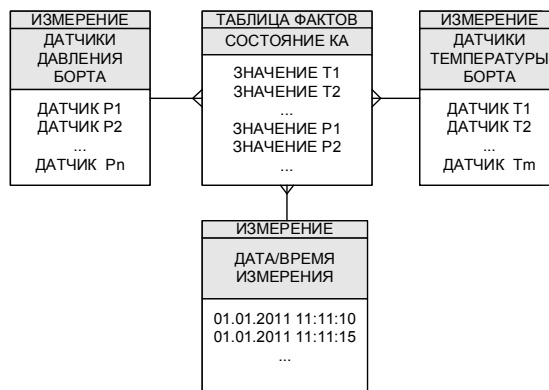 ИЗМЕРЕНИЕ
ДАТЧИКИ
ДАВЛЕНИЯ
БОРТА
ДАТЧИК P1
ДАТЧИК P2
...
ДАТЧИК Pn
ТАБЛИЦА ФАКТОВ
СОСТОЯНИЕ КА
ЗНАЧЕНИЕ T1
ЗНАЧЕНИЕ T2
...
ЗНАЧЕНИЕ P1
ЗНАЧЕНИЕ P2
...
ИЗМЕРЕНИЕ
ДАТЧИКИ
ТЕМПЕРАТУРЫ
БОРТА
ДАТЧИК T1
ДАТЧИК T2
...
ДАТЧИК Tm
ИЗМЕРЕНИЕ
ДАТА/ВРЕМЯ
ИЗМЕРЕНИЯ
01.01.2011 11:11:10
01.01.2011 11:11:15
...